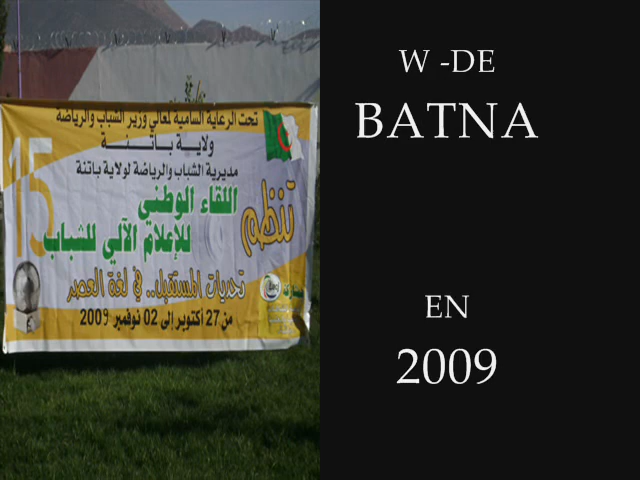 تحت الرعاية السامية لمعالي وزير الشباب والرياضة
ولاية باتنة
مديرية الشباب والرياضة لولاية باتنة
تنظم
15
اللقاء الوطني
للإعلام الآلي للشباب
تحديات المستقبل.. في لغة العصر
من 27 أكتوبر إلى 02 نوفمبر 2009
W -DE
BATNA
EN
2009